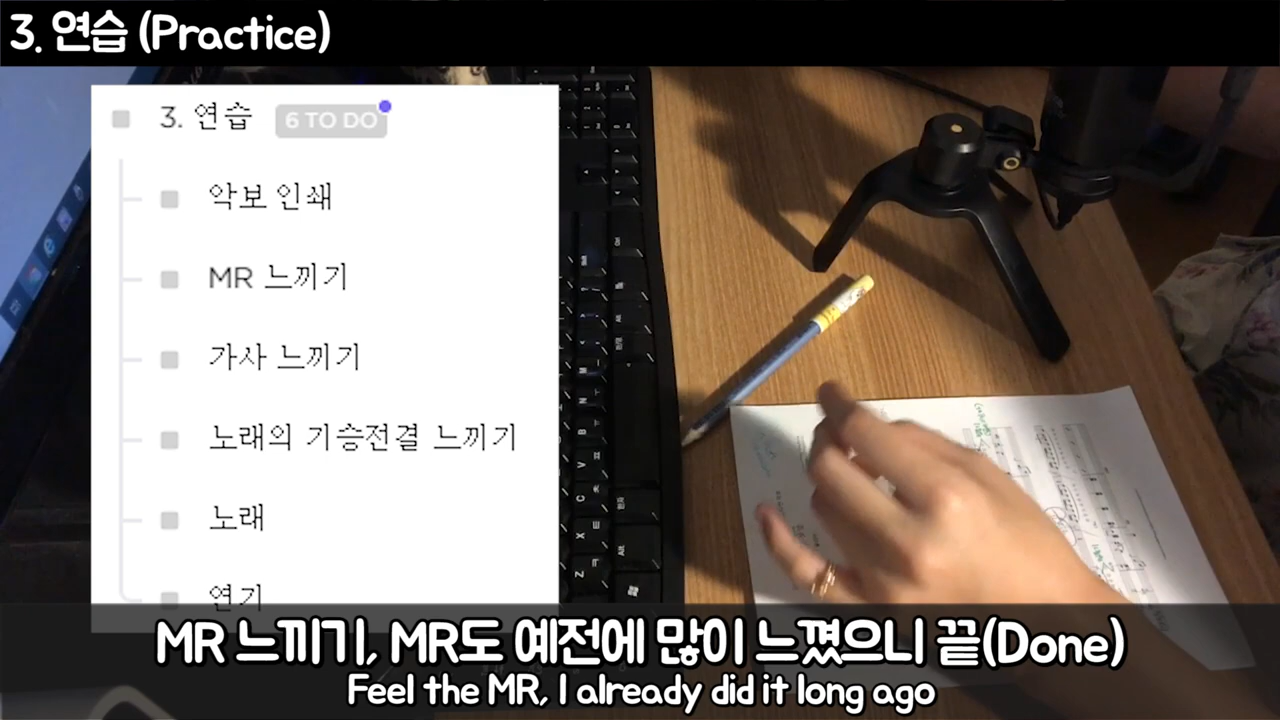 3. 연습 (Practice)
3. 연습 6 TO DO
악보 인쇄
MR 느끼기
가사 느끼기
노래의 기승전결 느끼기
노래
연기
MR 느끼기, MR도 예전에 많이 느꼈으니 끝(Done)
Feel the MR, I already did it long ago